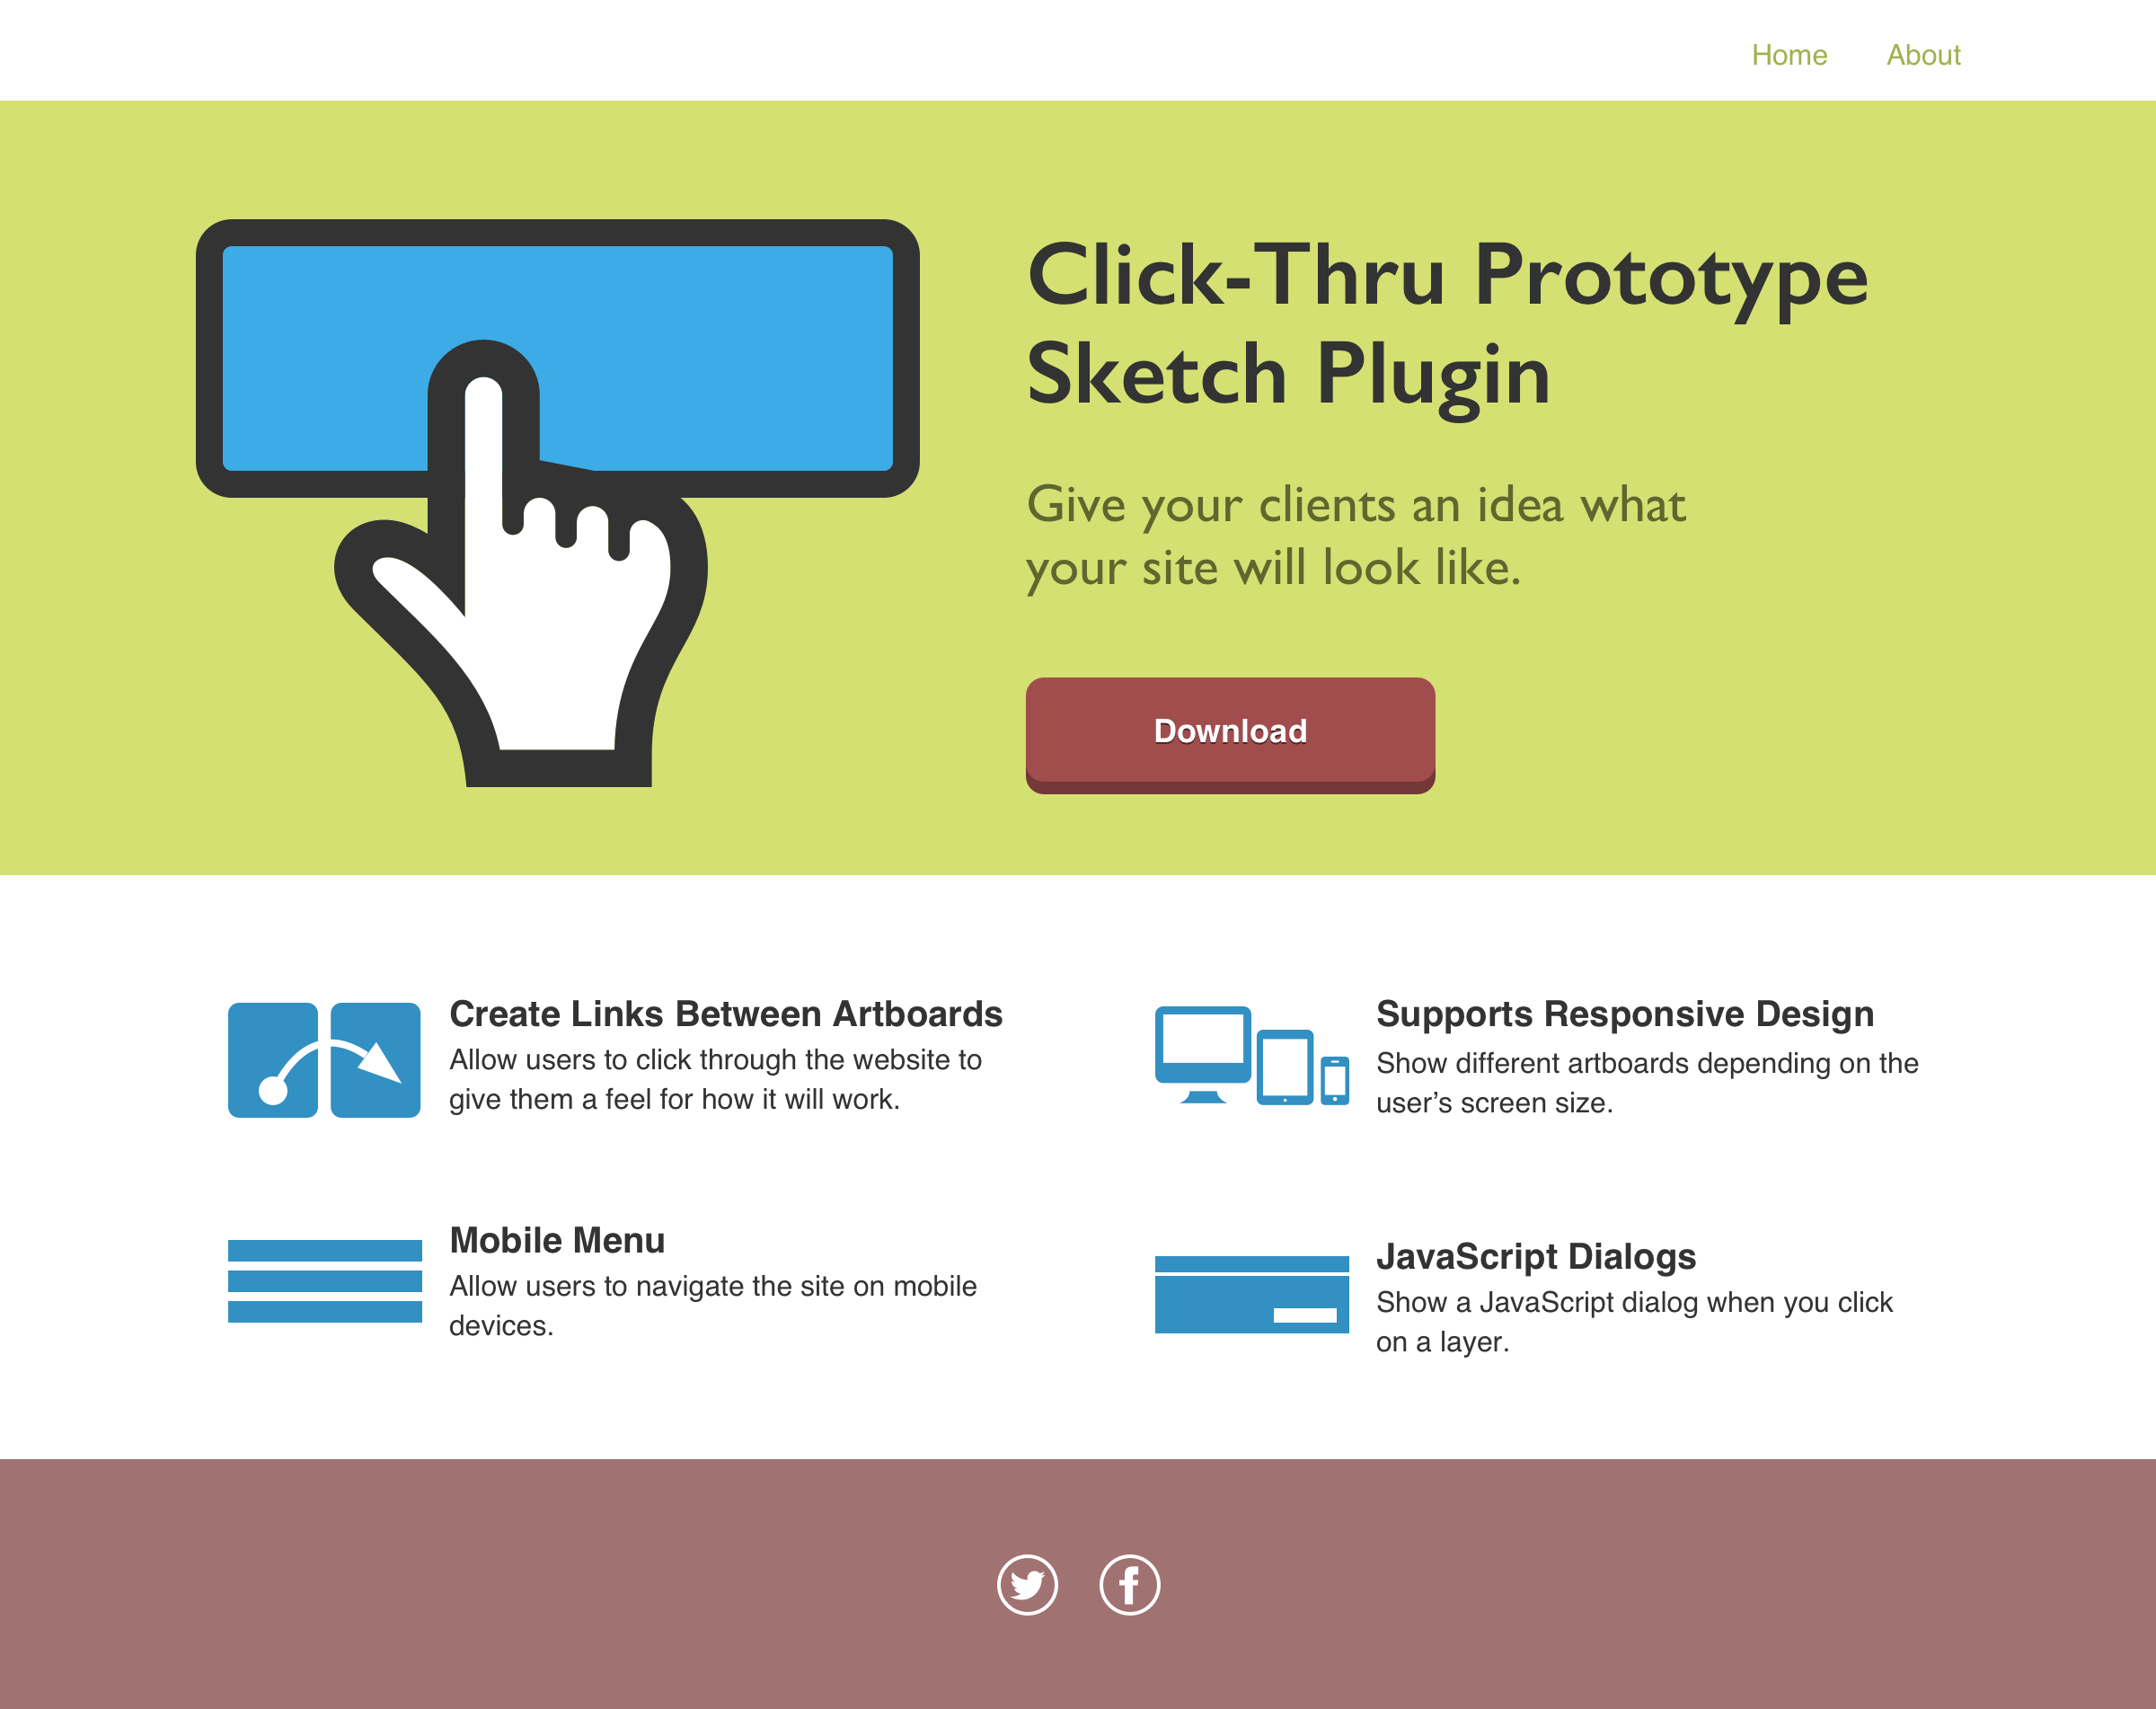 Home About
Click-Thru Prototype
Sketch Plugin
Give your clients an idea what
your site will look like.
Download
Create Links Between Artboards
Allow users to click through the website to
give them a feel for how it will work.
Supports Responsive Design
Show different artboards depending on the
user’s screen size.
Mobile Menu
Allow users to navigate the site on mobile
devices.
JavaScript Dialogs
Show a JavaScript dialog when you click
on a layer.